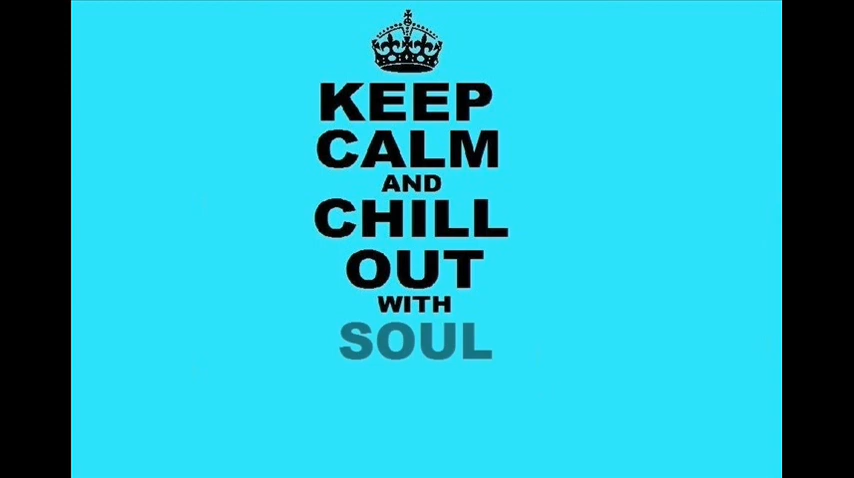 KEEP
CALM
AND
CHILL
OUT
WITH
SOUL